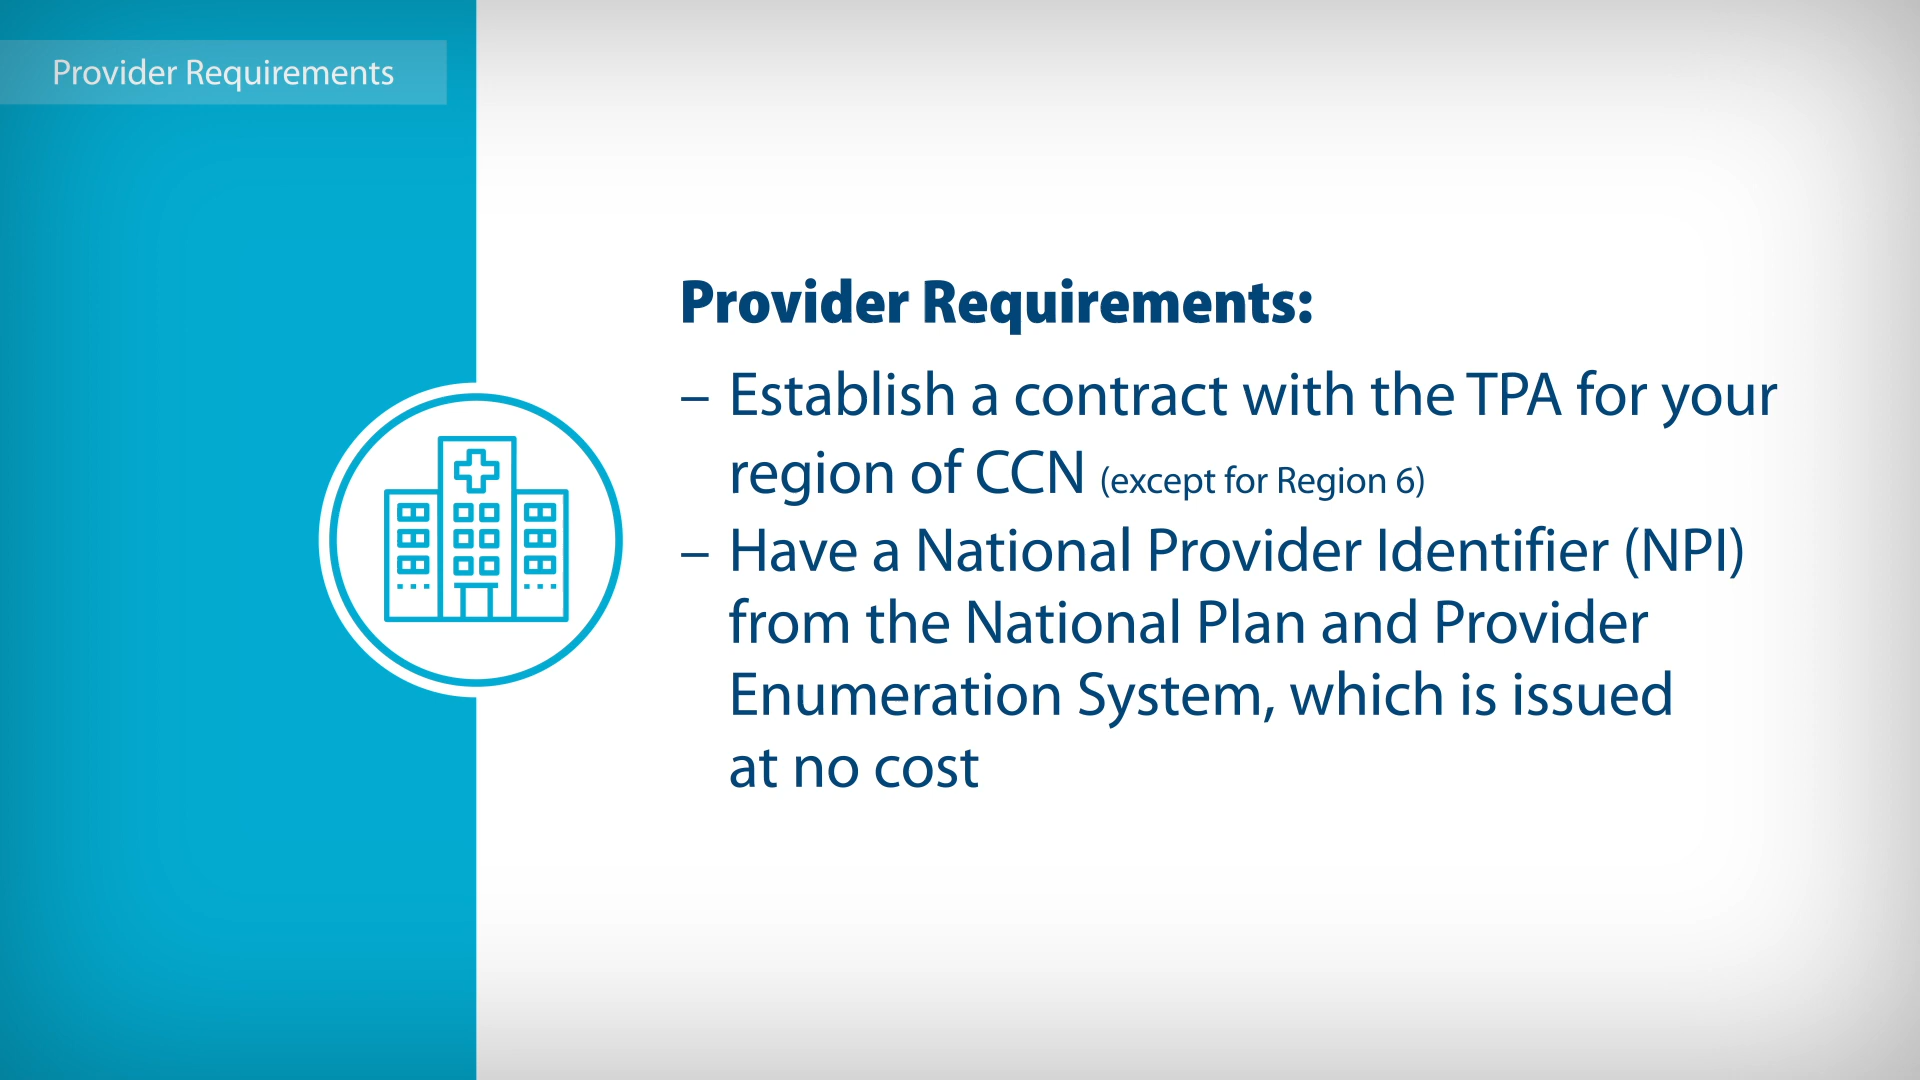 Provider Requirements
Provider Requirements:
– Establish a contract with the TPA for your
region of CCN (except for Region 6)
– Have a National Provider Identifier (NPI)
from the National Plan and Provider
Enumeration System, which is issued
at no cost